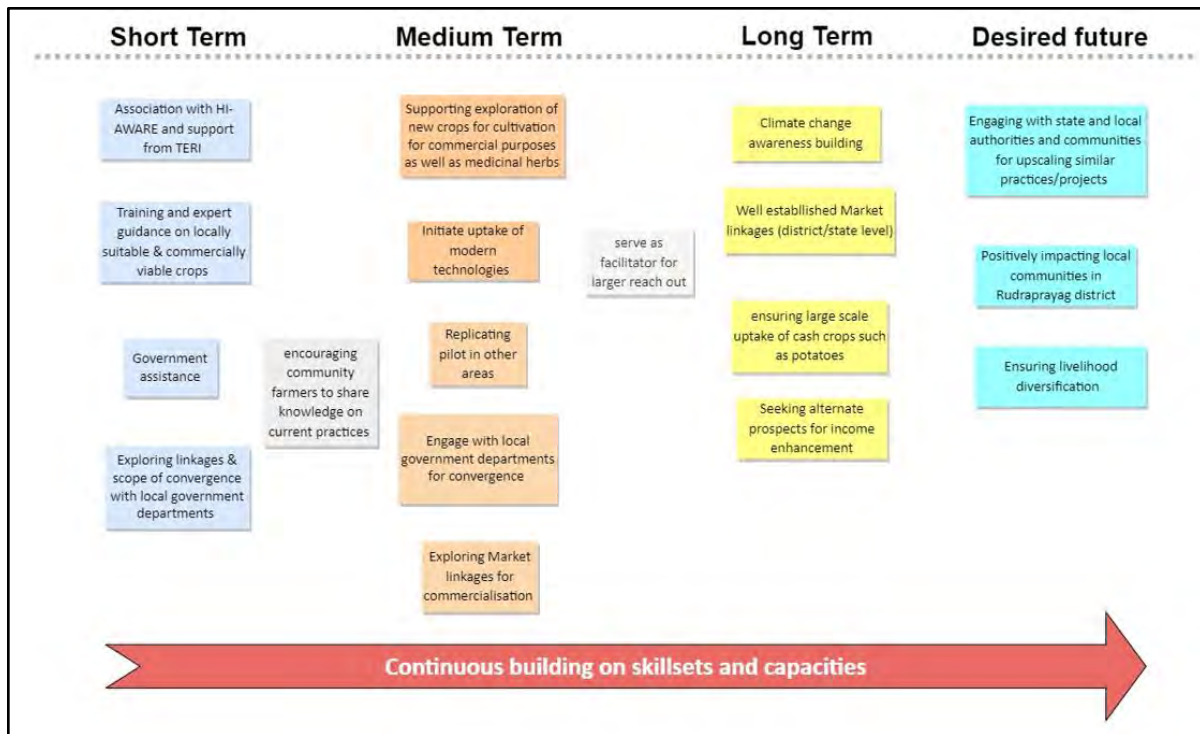 Short Term
Medium Term
Long Term
Desired future
Association with HI-
AWARE and support
from TERI
Training and expert
guidance on locally
suitable & commercially
viable crops
Government
assistance
Exploring linkages &
scope of convergence
with local government
departments
encouraging
community
farmers to share
knowledge on
current practices
Supporting exploration of
new crops for cultivation
for commercial purposes
as well as medicinal herbs
Initiate uptake of
modern
technologies
Replicating
pilot in other
areas
Engage with local
government departments
for convergence
Exploring Market
linkages for
commercialisation
serve as
facilitator for
larger reach out
Climate change
awareness building
Well establlished Market
linkages (district/state level)
ensuring large scale
uptake of cash crops such
as potatoes
Seeking alternate
prospects for income
enhancement
Engaging with state and local
authorities and communities
for upscaling similar
practices/projects
Positively impacting local
communities in
Rudraprayag district
Ensuring livelihood
diversification
Continuous building on skillsets and capacities